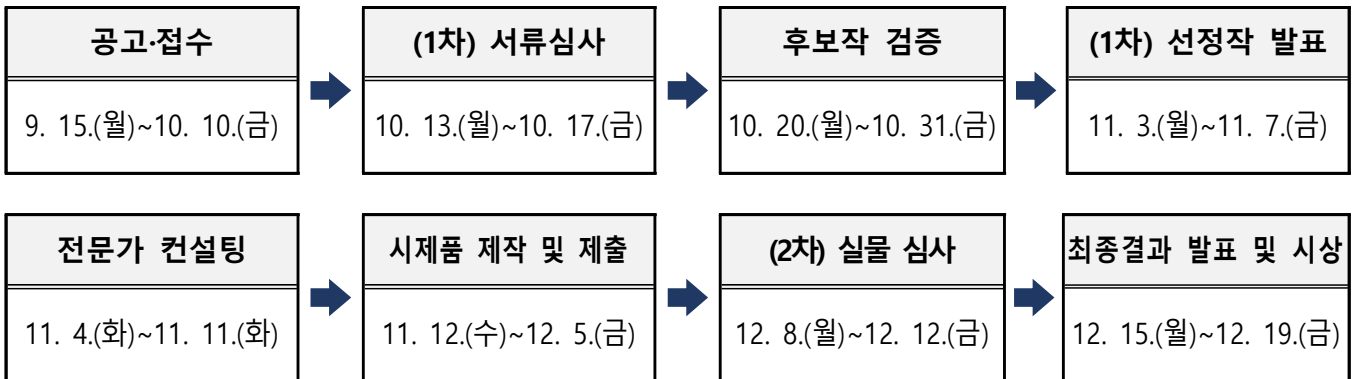 공고·접수
9. 15.(월)~10. 10.(금)
(1차) 서류심사
10. 13.(월)~10. 17.(금)
후보작 검증
10. 20.(월)~10. 31.(금)
(1차) 선정작 발표
11. 3.(월)~11. 7.(금)
전문가 컨설팅
11. 4.(화)~11. 11.(화)
시제품 제작 및 제출
11. 12.(수)~12. 5.(금)
(2차) 실물 심사
12. 8.(월)~12. 12.(금)
최종결과 발표 및 시상
12. 15.(월)~12. 19.(금)